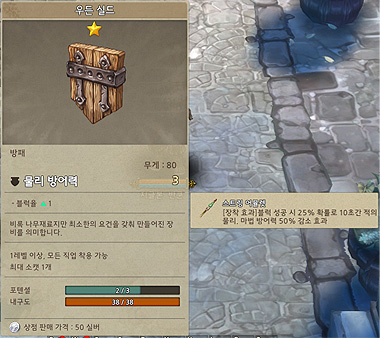 우든 쉴드
방패
무게 : 80
물리 방어력 3
- 블럭율 1
비록 나무재료지만 최소한의 요건을 갖춰 만들어진 장
비를 의미합니다.
1레벨 이상, 모든 직업 착용 가능
최대 소켓 1개
포텐셜 2 / 3
내구도 38 / 38
상점 판매 가격 : 50 실버
스트링 어뮬렛
[장착 효과]블럭 성공 시 25% 확률로 10초간 적의
물리, 마법 방어력 50% 감소 효과